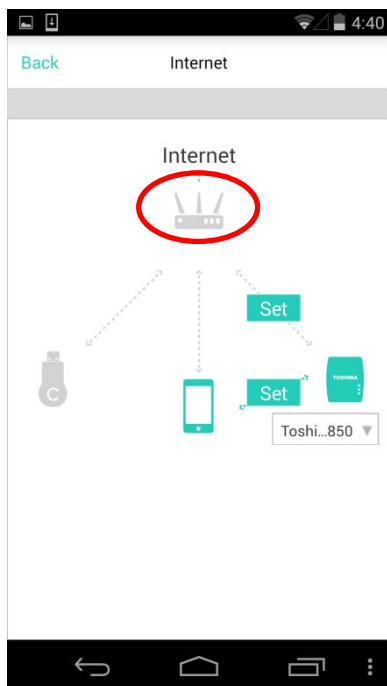 4:40
Back Internet
Internet
Set
C
TOSHIBA
Set
Toshi...850